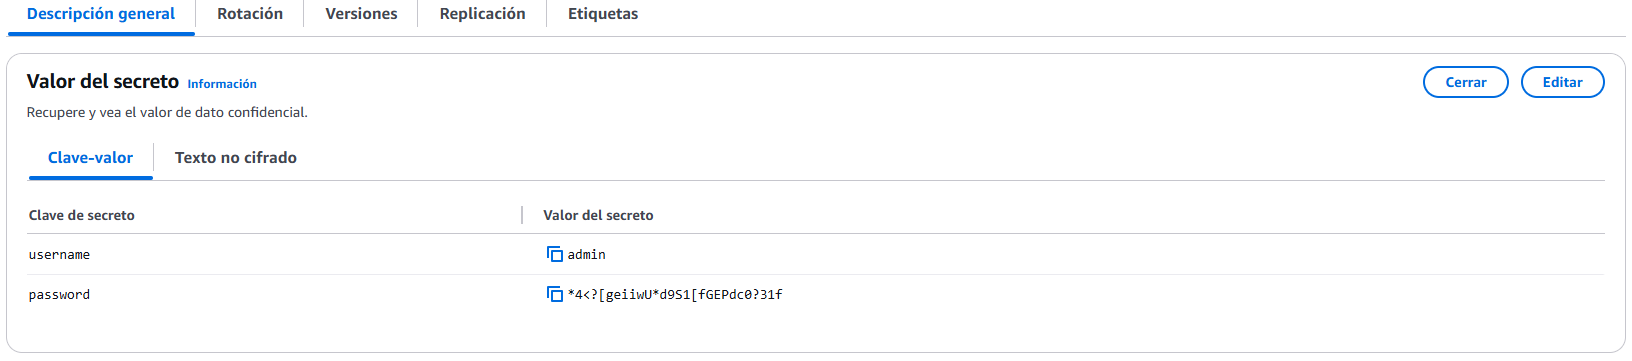 Descripción general Rotación Versiones Replicación Etiquetas
Valor del secreto Información Cerrar Editar
Recupere y vea el valor de dato confidencial.
Clave-valor Texto no cifrado
Clave de secreto Valor del secreto
username admin
password *4<?[geiiwU*d9S1[fGEPdc0?31f